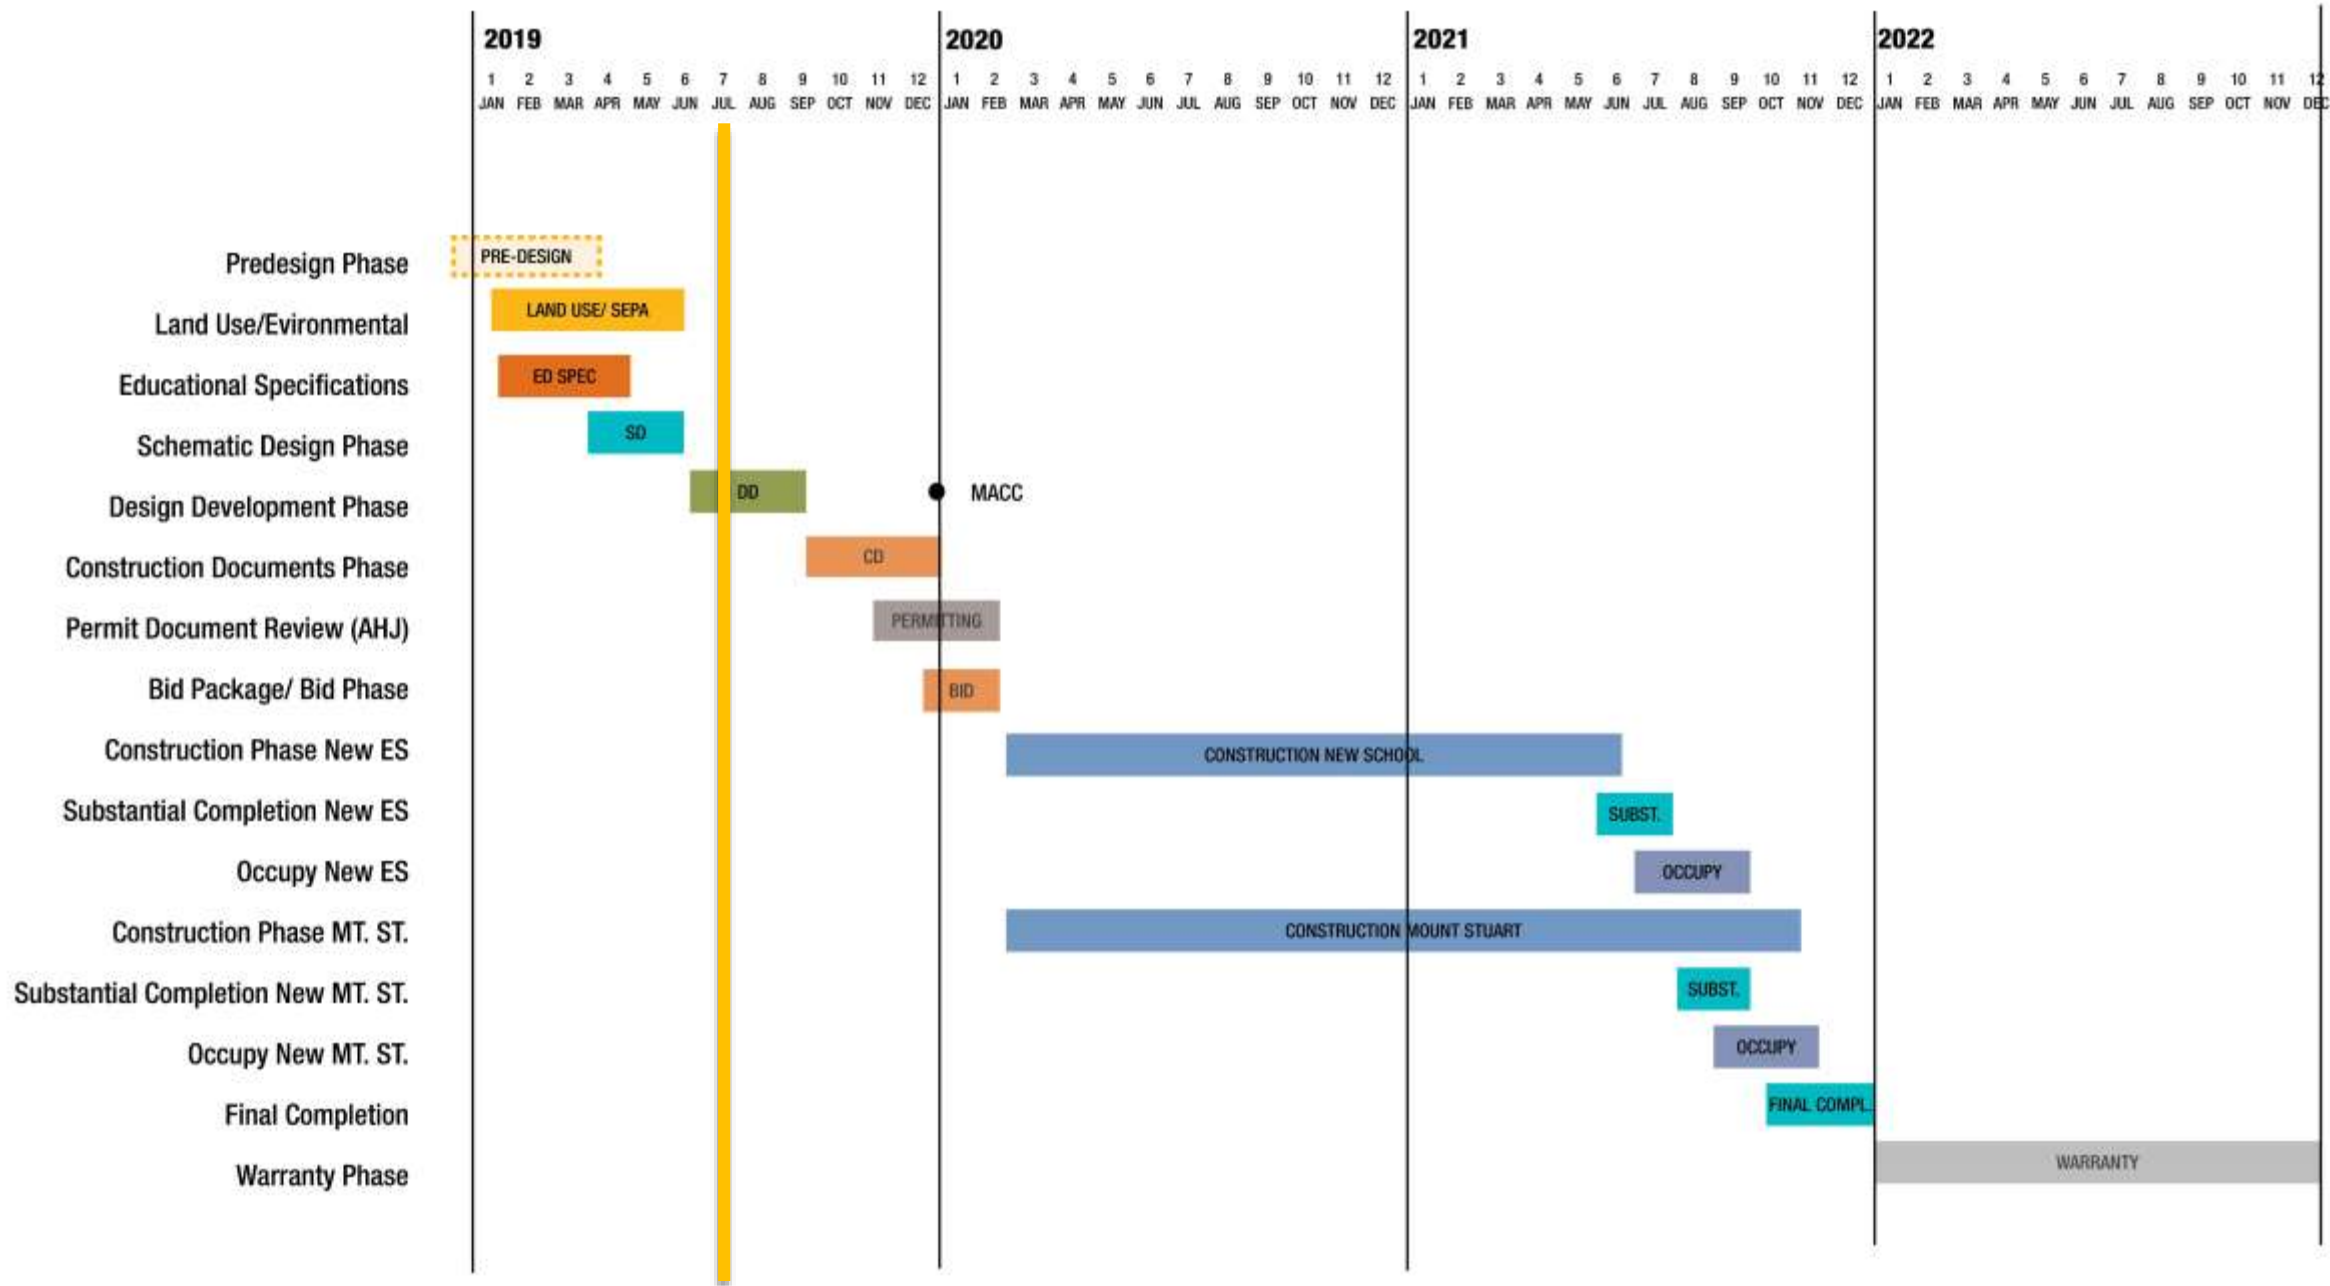 2019 2020 2021 2022
1 2 3 4 5 6 7 8 9 10 11 12 1 2 3 4 5 6 7 8 9 10 11 12 1 2 3 4 5 6 7 8 9 10 11 12 1 2 3 4 5 6 7 8 9 10 11 12
JAN FEB MAR APR MAY JUN JUL AUG SEP OCT NOV DEC JAN FEB MAR APR MAY JUN JUL AUG SEP OCT NOV DEC JAN FEB MAR APR MAY JUN JUL AUG SEP OCT NOV DEC JAN FEB MAR APR MAY JUN JUL AUG SEP OCT NOV DEC
Predesign Phase PRE-DESIGN
Land Use/Evironmental LAND USE/ SEPA
Educational Specifications ED SPEC
Schematic Design Phase SD
Design Development Phase DD MACC
Construction Documents Phase CD
Permit Document Review (AHJ) PERMITTING
Bid Package/ Bid Phase BID
Construction Phase New ES CONSTRUCTION NEW SCHOOL
Substantial Completion New ES SUBST.
Occupy New ES OCCUPY
Construction Phase MT. ST. CONSTRUCTION MOUNT STUART
Substantial Completion New MT. ST. SUBST.
Occupy New MT. ST. OCCUPY
Final Completion FINAL COMPL.
Warranty Phase WARRANTY